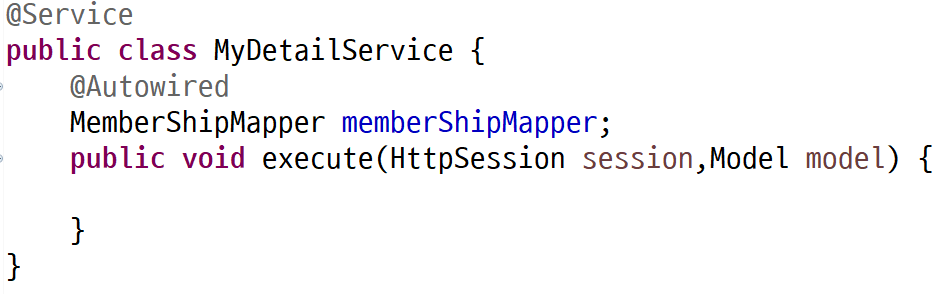 @Service
public class MyDetailService {
@Autowired
MemberShipMapper memberShipMapper;
public void execute(HttpSession session,Model model) {
}
}